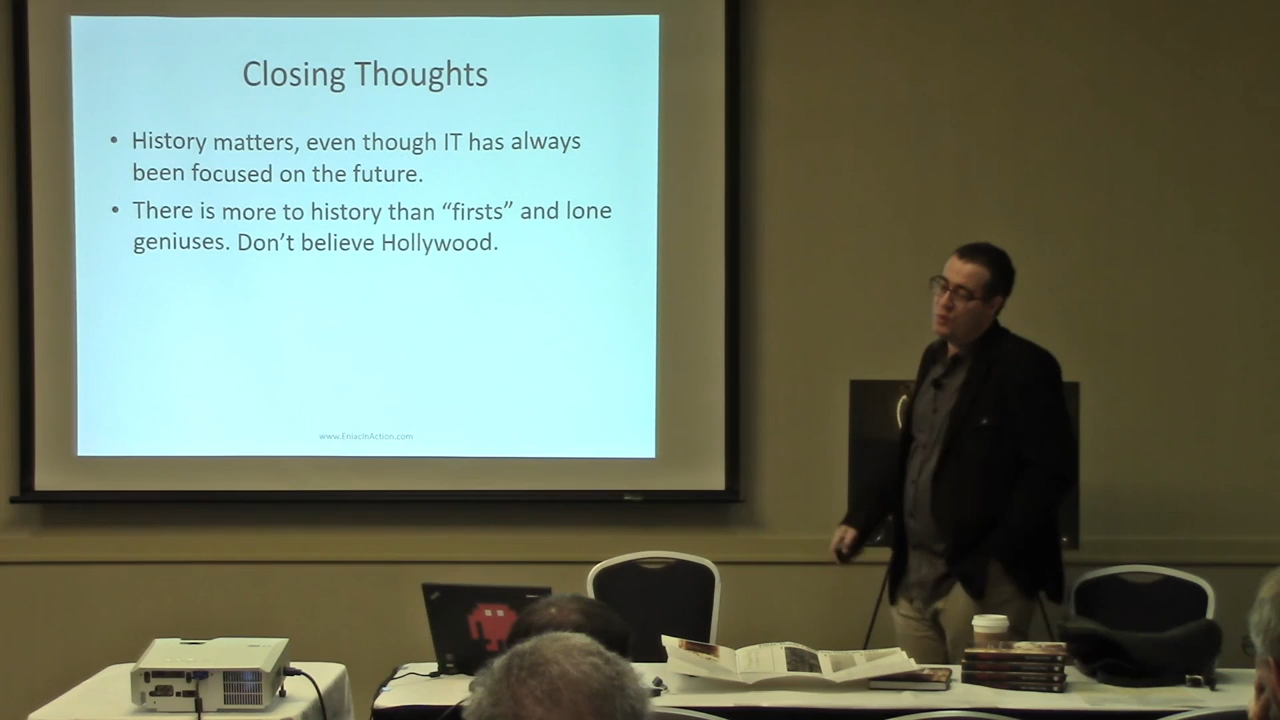 Closing Thoughts
• History matters, even though IT has always
been focused on the future.
• There is more to history than “firsts” and lone
geniuses. Don’t believe Hollywood.
www.EniacInAction.com